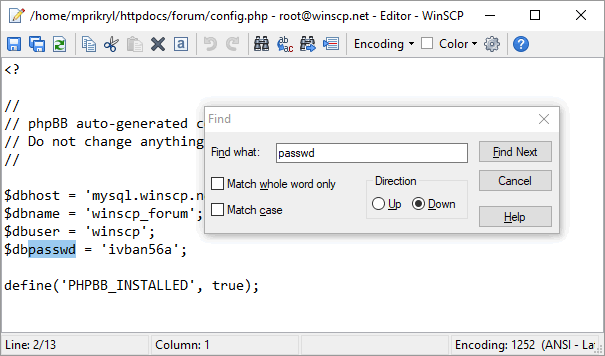 /home/mprikryl/httpdocs/forum/config.php - root@winscp.net - Editor - WinSCP
Encoding Color
<?
//
// phpBB auto-generated c
// Do not change anything
//
$dbhost = 'mysql.winscp.n
$dbname = 'winscp_forum';
$dbuser = 'winscp';
$dbpasswd = 'ivban56a';
define('PHPBB_INSTALLED', true);
Find
Find what: passwd Find Next
Match whole word only Direction Cancel
Match case Up Down Help
Line: 2/13 Column: 1 Encoding: 1252 (ANSI - La